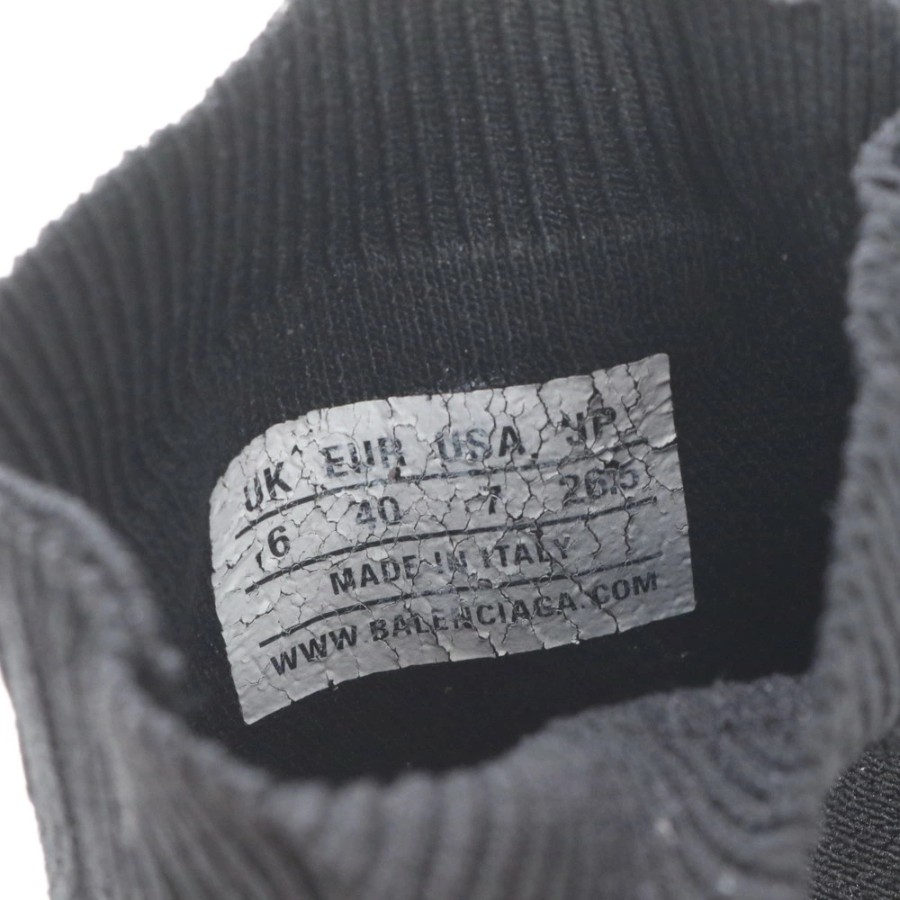 UK EUR USA JP
6 40 7 26.5
MADE IN ITALY
WWW.BALENCIAGA.COM